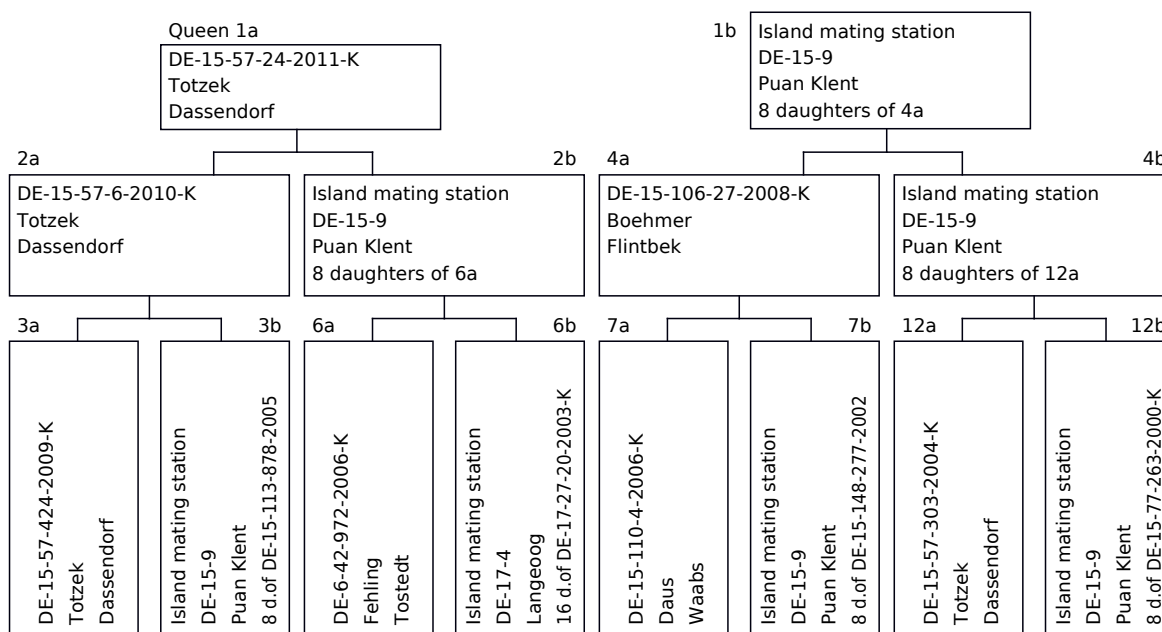 Queen 1a
DE-15-57-24-2011-K
Totzek
Dassendorf
1b
Island mating station
DE-15-9
Puan Klent
8 daughters of 4a
2a
DE-15-57-6-2010-K
Totzek
Dassendorf
2b
Island mating station
DE-15-9
Puan Klent
8 daughters of 6a
4a
DE-15-106-27-2008-K
Boehmer
Flintbek
4b
Island mating station
DE-15-9
Puan Klent
8 daughters of 12a
3a
DE-15-57-424-2009-K
Totzek
Dassendorf
3b
Island mating station
DE-15-9
Puan Klent
8 d.of DE-15-113-878-2005
6a
DE-6-42-972-2006-K
Fehling
Tostedt
6b
Island mating station
DE-17-4
Langeoog
16 d.of DE-17-27-20-2003-K
7a
DE-15-110-4-2006-K
Daus
Waabs
7b
Island mating station
DE-15-9
Puan Klent
8 d.of DE-15-148-277-2002
12a
DE-15-57-303-2004-K
Totzek
Dassendorf
12b
Island mating station
DE-15-9
Puan Klent
8 d.of DE-15-77-263-2000-K